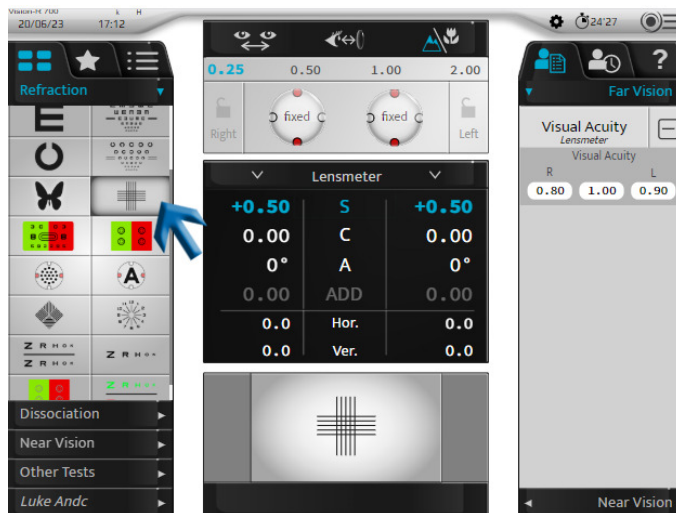 Vision-R 700
20/06/23 17:12
L H
24'27
Refraction
E
A
Z R H O K
Z R H O K
Z R H O K
Dissociation
Near Vision
Other Tests
Luke Andc
0.25 0.50 1.00 2.00
Right
fixed
fixed
Left
Lensmeter
+0.50 S +0.50
0.00 C 0.00
0° A 0°
0.00 ADD 0.00
0.0 Hor. 0.0
0.0 Ver. 0.0
?
Far Vision
Visual Acuity
Lensmeter
Visual Acuity
R L
0.80 1.00 0.90
Near Vision